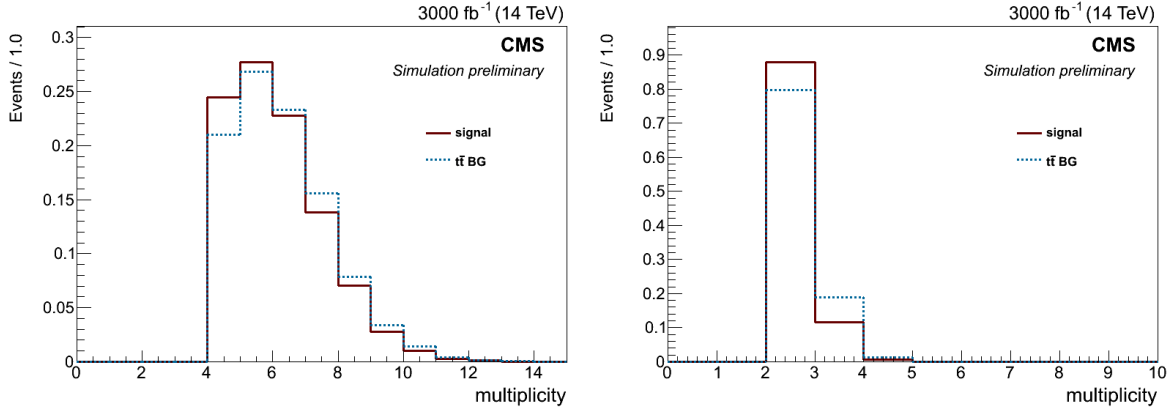 3000 fb⁻¹ (14 TeV)
Events / 1.0
0.3
0.25
0.2
0.15
0.1
0.05
0
CMS
Simulation preliminary
signal
tt̄ BG
0 2 4 6 8 10 12 14
multiplicity
3000 fb⁻¹ (14 TeV)
Events / 1.0
0.9
0.8
0.7
0.6
0.5
0.4
0.3
0.2
0.1
0
CMS
Simulation preliminary
signal
tt̄ BG
0 1 2 3 4 5 6 7 8 9 10
multiplicity